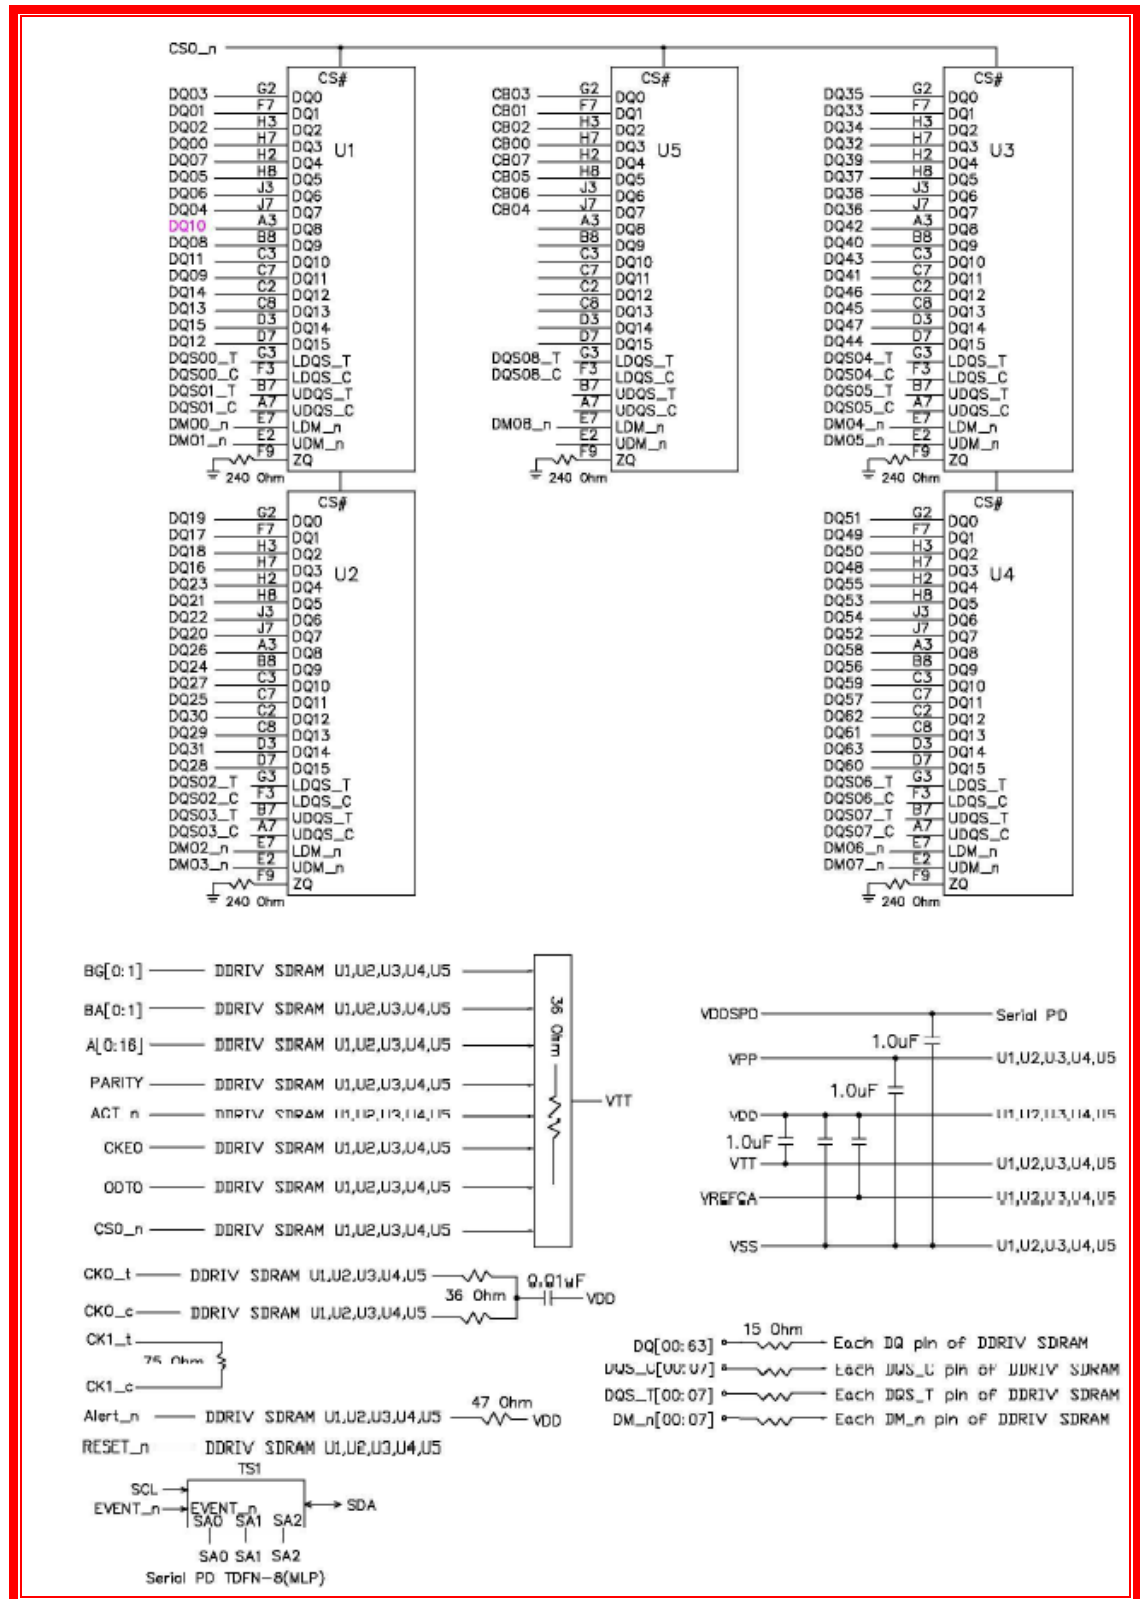 CS0_n
CS#
DQ03 G2 DQ0
DQ01 F7 DQ1
DQ02 H3 DQ2
DQ00 H7 DQ3
DQ07 H2 DQ4
DQ05 H8 DQ5
DQ06 J3 DQ6
DQ04 J7 DQ7
DQ10 A3 DQ8
DQ08 B8 DQ9
DQ11 C3 DQ10
DQ09 C7 DQ11
DQ14 C2 DQ12
DQ13 C8 DQ13
DQ15 D3 DQ14
DQ12 D7 DQ15
DQS00_T G3 LDQS_T
DQS00_C F3 LDQS_C
DQS01_T B7 UDQS_T
DQS01_C A7 UDQS_C
DM00_n E7 LDM_n
DM01_n E2 UDM_n
F9 ZQ
240 Ohm
U1
CS#
CB03 G2 DQ0
CB01 F7 DQ1
CB02 H3 DQ2
CB00 H7 DQ3
CB07 H2 DQ4
CB05 H8 DQ5
CB06 J3 DQ6
CB04 J7 DQ7
A3 DQ8
B8 DQ9
C3 DQ10
C7 DQ11
C2 DQ12
C8 DQ13
D3 DQ14
D7 DQ15
DQS08_T G3 LDQS_T
DQS08_C F3 LDQS_C
B7 UDQS_T
A7 UDQS_C
DM08_n E7 LDM_n
E2 UDM_n
F9 ZQ
240 Ohm
U5
CS#
DQ35 G2 DQ0
DQ33 F7 DQ1
DQ34 H3 DQ2
DQ32 H7 DQ3
DQ39 H2 DQ4
DQ37 H8 DQ5
DQ38 J3 DQ6
DQ36 J7 DQ7
DQ42 A3 DQ8
DQ40 B8 DQ9
DQ43 C3 DQ10
DQ41 C7 DQ11
DQ46 C2 DQ12
DQ45 C8 DQ13
DQ47 D3 DQ14
DQ44 D7 DQ15
DQS04_T G3 LDQS_T
DQS04_C F3 LDQS_C
DQS05_T B7 UDQS_T
DQS05_C A7 UDQS_C
DM04_n E7 LDM_n
DM05_n E2 UDM_n
F9 ZQ
240 Ohm
U3
CS#
DQ19 G2 DQ0
DQ17 F7 DQ1
DQ18 H3 DQ2
DQ16 H7 DQ3
DQ23 H2 DQ4
DQ21 H8 DQ5
DQ22 J3 DQ6
DQ20 J7 DQ7
DQ26 A3 DQ8
DQ24 B8 DQ9
DQ27 C3 DQ10
DQ25 C7 DQ11
DQ30 C2 DQ12
DQ29 C8 DQ13
DQ31 D3 DQ14
DQ28 D7 DQ15
DQS02_T G3 LDQS_T
DQS02_C F3 LDQS_C
DQS03_T B7 UDQS_T
DQS03_C A7 UDQS_C
DM02_n E7 LDM_n
DM03_n E2 UDM_n
F9 ZQ
240 Ohm
U2
CS#
DQ51 G2 DQ0
DQ49 F7 DQ1
DQ50 H3 DQ2
DQ48 H7 DQ3
DQ55 H2 DQ4
DQ53 H8 DQ5
DQ54 J3 DQ6
DQ52 J7 DQ7
DQ58 A3 DQ8
DQ56 B8 DQ9
DQ59 C3 DQ10
DQ57 C7 DQ11
DQ62 C2 DQ12
DQ61 C8 DQ13
DQ63 D3 DQ14
DQ60 D7 DQ15
DQS06_T G3 LDQS_T
DQS06_C F3 LDQS_C
DQS07_T B7 UDQS_T
DQS07_C A7 UDQS_C
DM06_n E7 LDM_n
DM07_n E2 UDM_n
F9 ZQ
240 Ohm
U4
BG[0:1] DDRIV SDRAM U1,U2,U3,U4,U5
BA[0:1] DDRIV SDRAM U1,U2,U3,U4,U5
A[0:16] DDRIV SDRAM U1,U2,U3,U4,U5
PARITY DDRIV SDRAM U1,U2,U3,U4,U5
ACT_n DDRIV SDRAM U1,U2,U3,U4,U5
CKE0 DDRIV SDRAM U1,U2,U3,U4,U5
ODT0 DDRIV SDRAM U1,U2,U3,U4,U5
CS0_n DDRIV SDRAM U1,U2,U3,U4,U5
36 Ohm
VTT
CK0_t DDRIV SDRAM U1,U2,U3,U4,U5
36 Ohm
0.01uF
VDD
CK0_c DDRIV SDRAM U1,U2,U3,U4,U5
CK1_t
75 Ohm
CK1_c
Alert_n DDRIV SDRAM U1,U2,U3,U4,U5 47 Ohm VDD
RESET_n DDRIV SDRAM U1,U2,U3,U4,U5
TS1
SCL
EVENT_n EVENT_n SDA
SA0 SA1 SA2
SA0 SA1 SA2
Serial PD TDFN-8(MLP)
VDDSPD Serial PD
1.0uF
VPP U1,U2,U3,U4,U5
1.0uF
VDD U1,U2,U3,U4,U5
1.0uF
VTT U1,U2,U3,U4,U5
VREFCA U1,U2,U3,U4,U5
VSS U1,U2,U3,U4,U5
15 Ohm
DQ[00:63] Each DQ pin of DDRIV SDRAM
DQS_C[00:07] Each DQS_C pin of DDRIV SDRAM
DQS_T[00:07] Each DQS_T pin of DDRIV SDRAM
DM_n[00:07] Each DM_n pin of DDRIV SDRAM